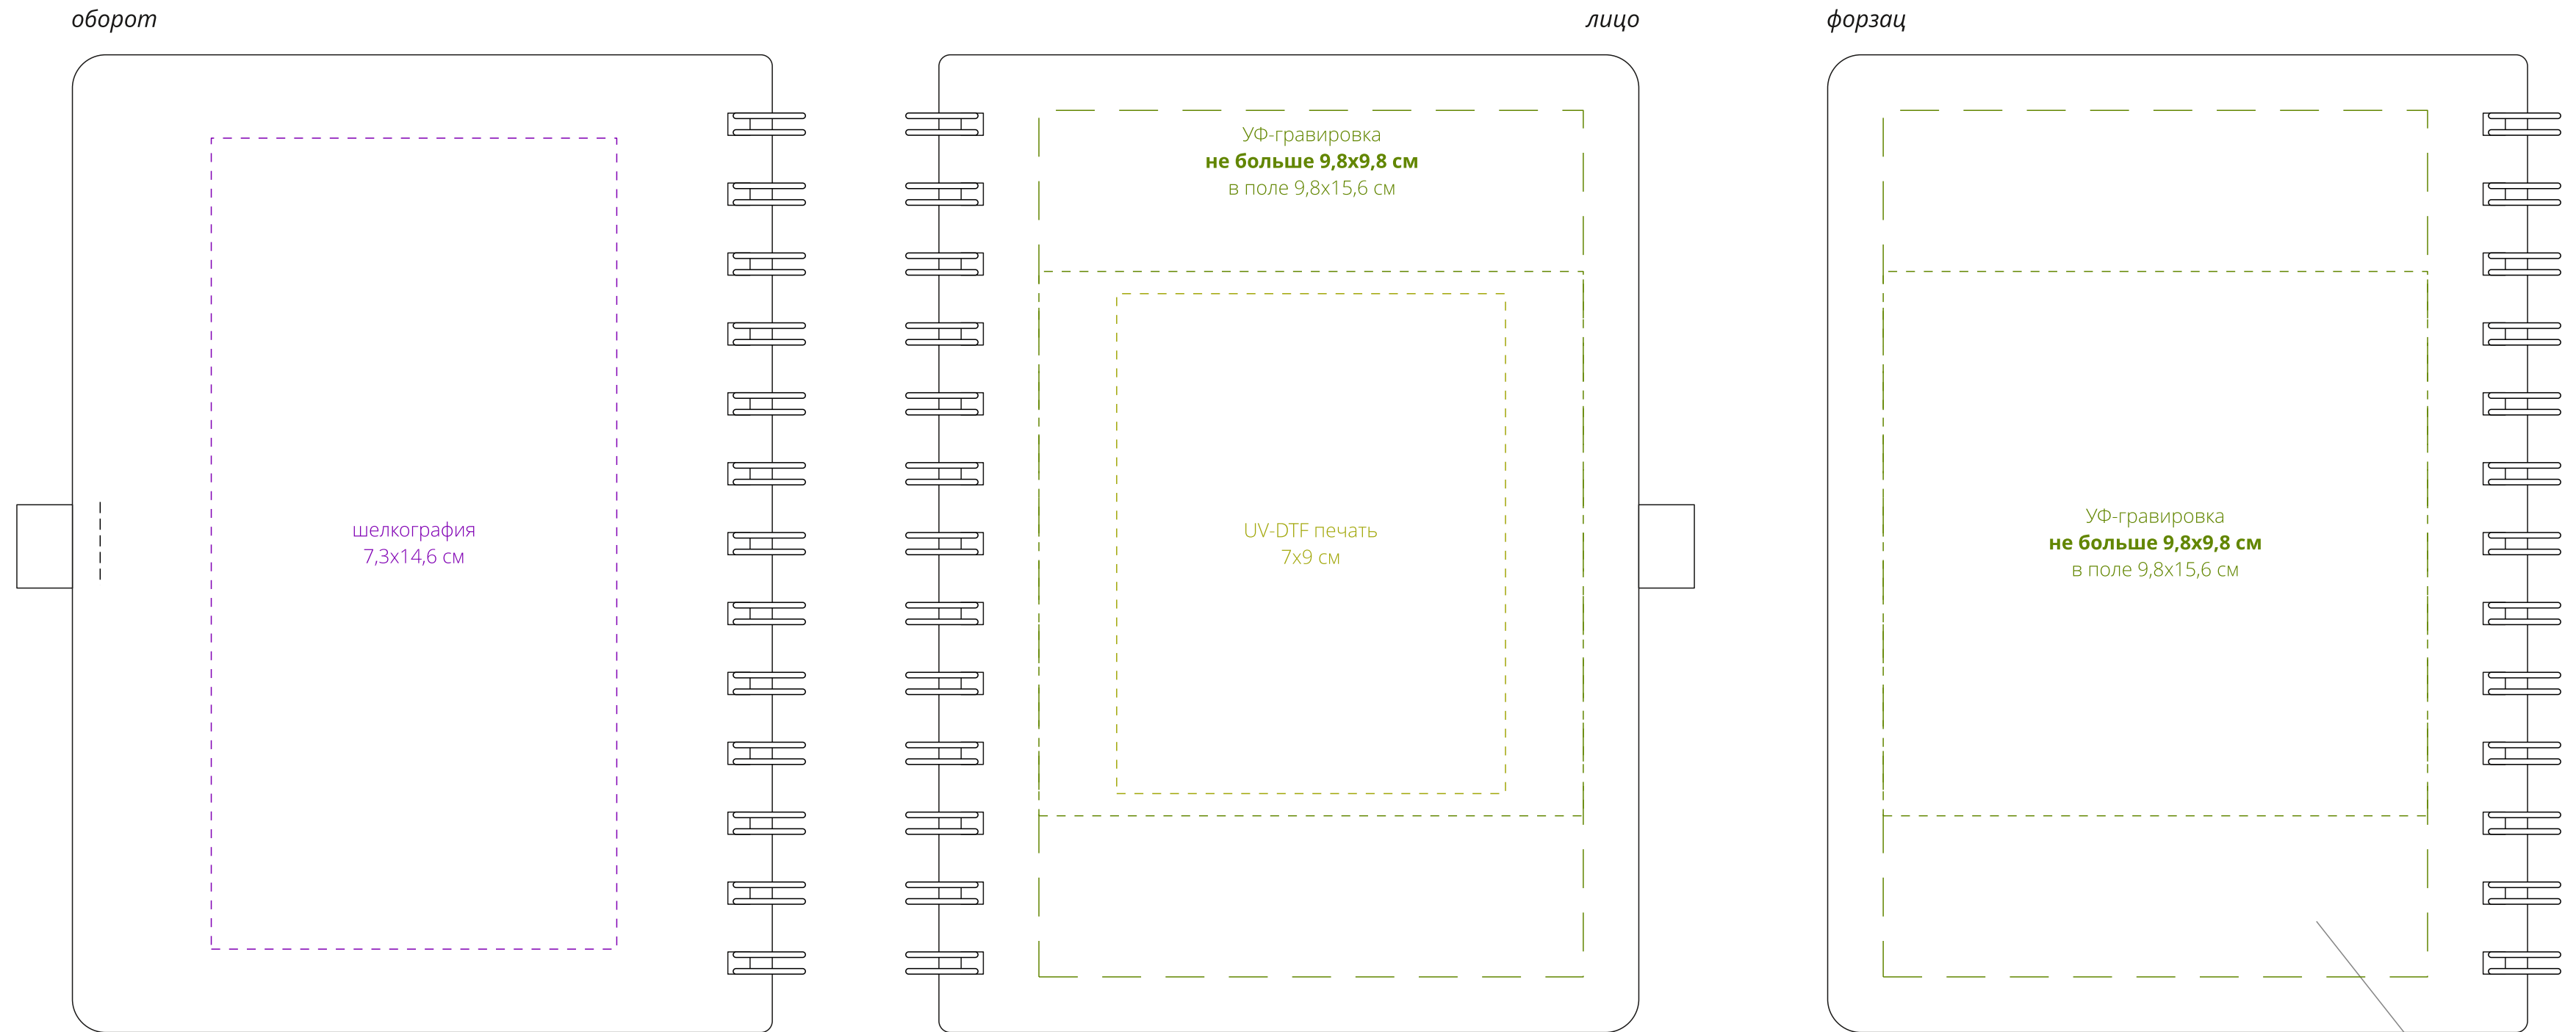 оборот
лицо
форзац
шелкография
7,3х14,6 см
УФ-гравировка
не больше 9,8х9,8 см
в поле 9,8х15,6 см
UV-DTF печать
7х9 см
УФ-гравировка
не больше 9,8х9,8 см
в поле 9,8х15,6 см